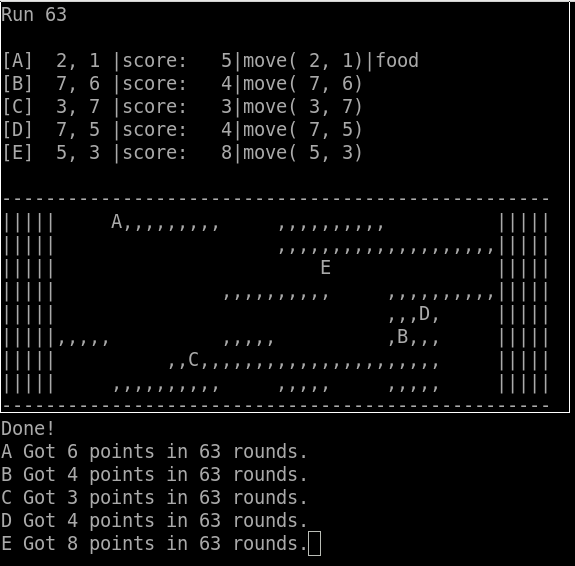 Run 63
[A]  2, 1 |score:   5|move( 2, 1)|food
[B]  7, 6 |score:   4|move( 7, 6)
[C]  3, 7 |score:   3|move( 3, 7)
[D]  7, 5 |score:   4|move( 7, 5)
[E]  5, 3 |score:   8|move( 5, 3)
--------------------------------------------------
|||||     A,,,,,,,,,     ,,,,,,,,,,          |||||
|||||                    ,,,,,,,,,,,,,,,,,,,,|||||
|||||                        E               |||||
|||||               ,,,,,,,,,,     ,,,,,,,,,,|||||
|||||                              ,,,D,     |||||
|||||,,,,,          ,,,,,          ,B,,,     |||||
|||||          ,,C,,,,,,,,,,,,,,,,,,,,,,     |||||
|||||     ,,,,,,,,,,     ,,,,,     ,,,,,     |||||
--------------------------------------------------
Done!
A Got 6 points in 63 rounds.
B Got 4 points in 63 rounds.
C Got 3 points in 63 rounds.
D Got 4 points in 63 rounds.
E Got 8 points in 63 rounds.